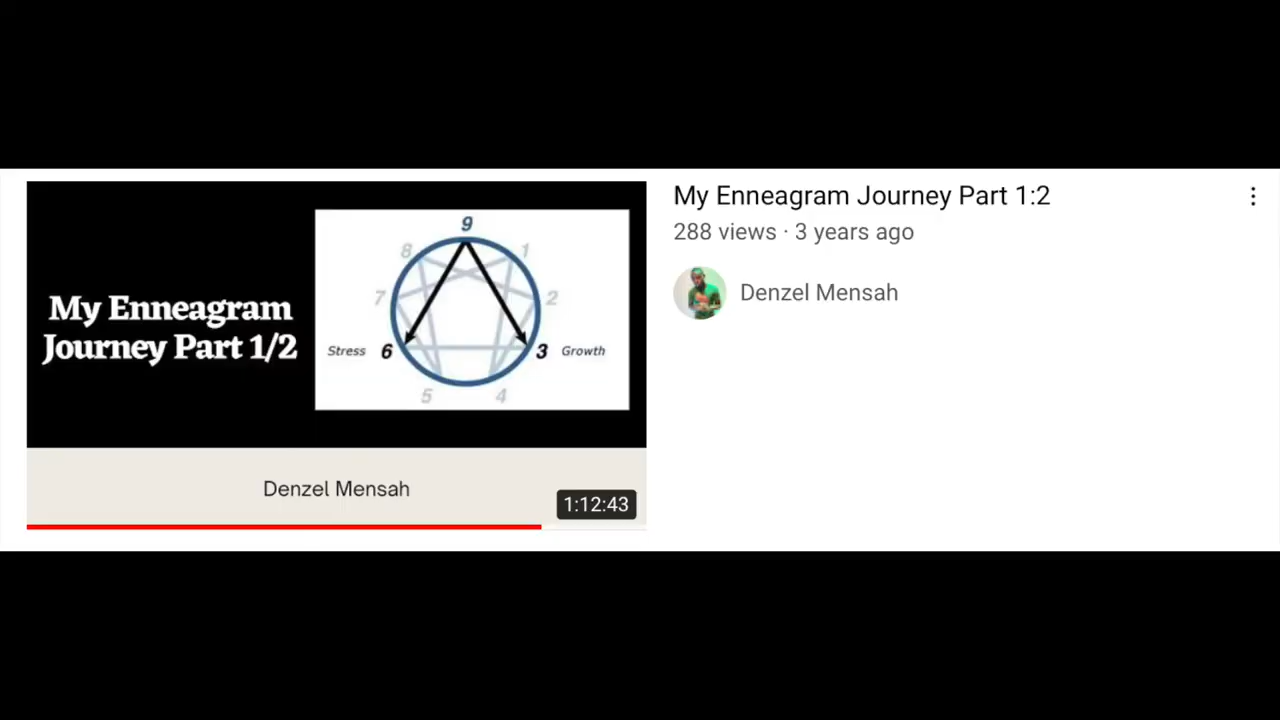 My Enneagram
Journey Part 1/2
9
8
1
7
2
Stress 6
3 Growth
5
4
Denzel Mensah
1:12:43
My Enneagram Journey Part 1:2
288 views · 3 years ago
Denzel Mensah